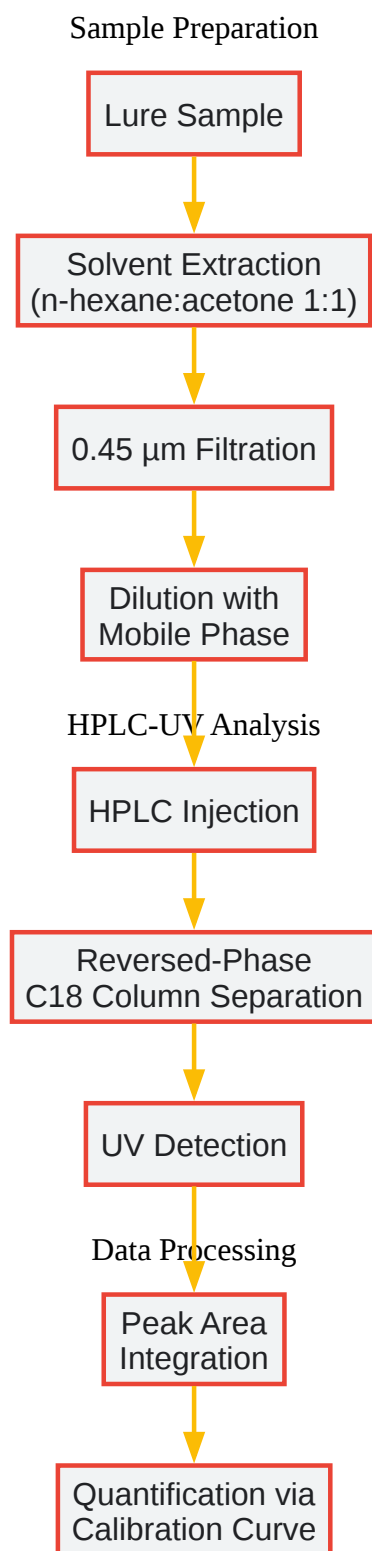 Sample Preparation
Lure Sample
Solvent Extraction
(n-hexane:acetone 1:1)
0.45 µm Filtration
Dilution with
Mobile Phase
HPLC-UV Analysis
HPLC Injection
Reversed-Phase
C18 Column Separation
UV Detection
Data Processing
Peak Area
Integration
Quantification via
Calibration Curve